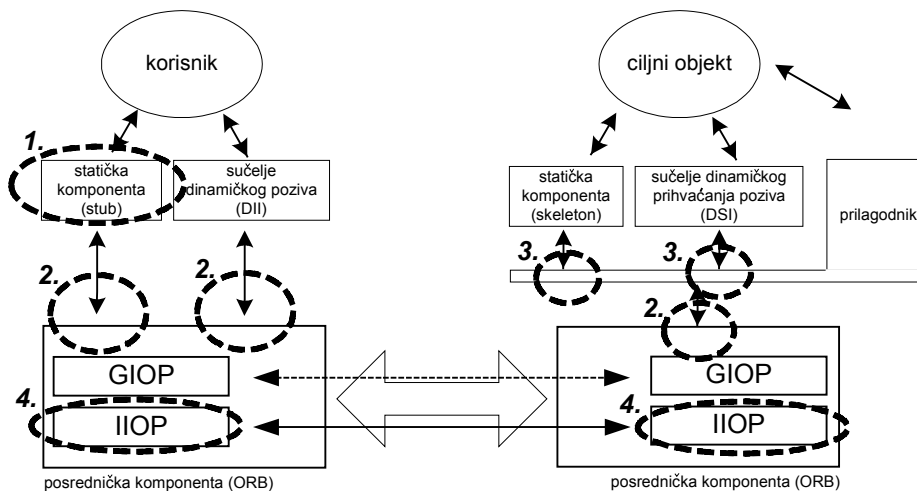 korisnik
ciljni objekt
1.
statička
komponenta
(stub)
sučelje
dinamičkog poziva
(DII)
statička
komponenta
(skeleton)
sučelje dinamičkog
prihvaćanja poziva
(DSI)
prilagodnik
2.
2.
3.
3.
2.
GIOP
GIOP
4.
IIOP
4.
IIOP
posrednička komponenta (ORB)
posrednička komponenta (ORB)